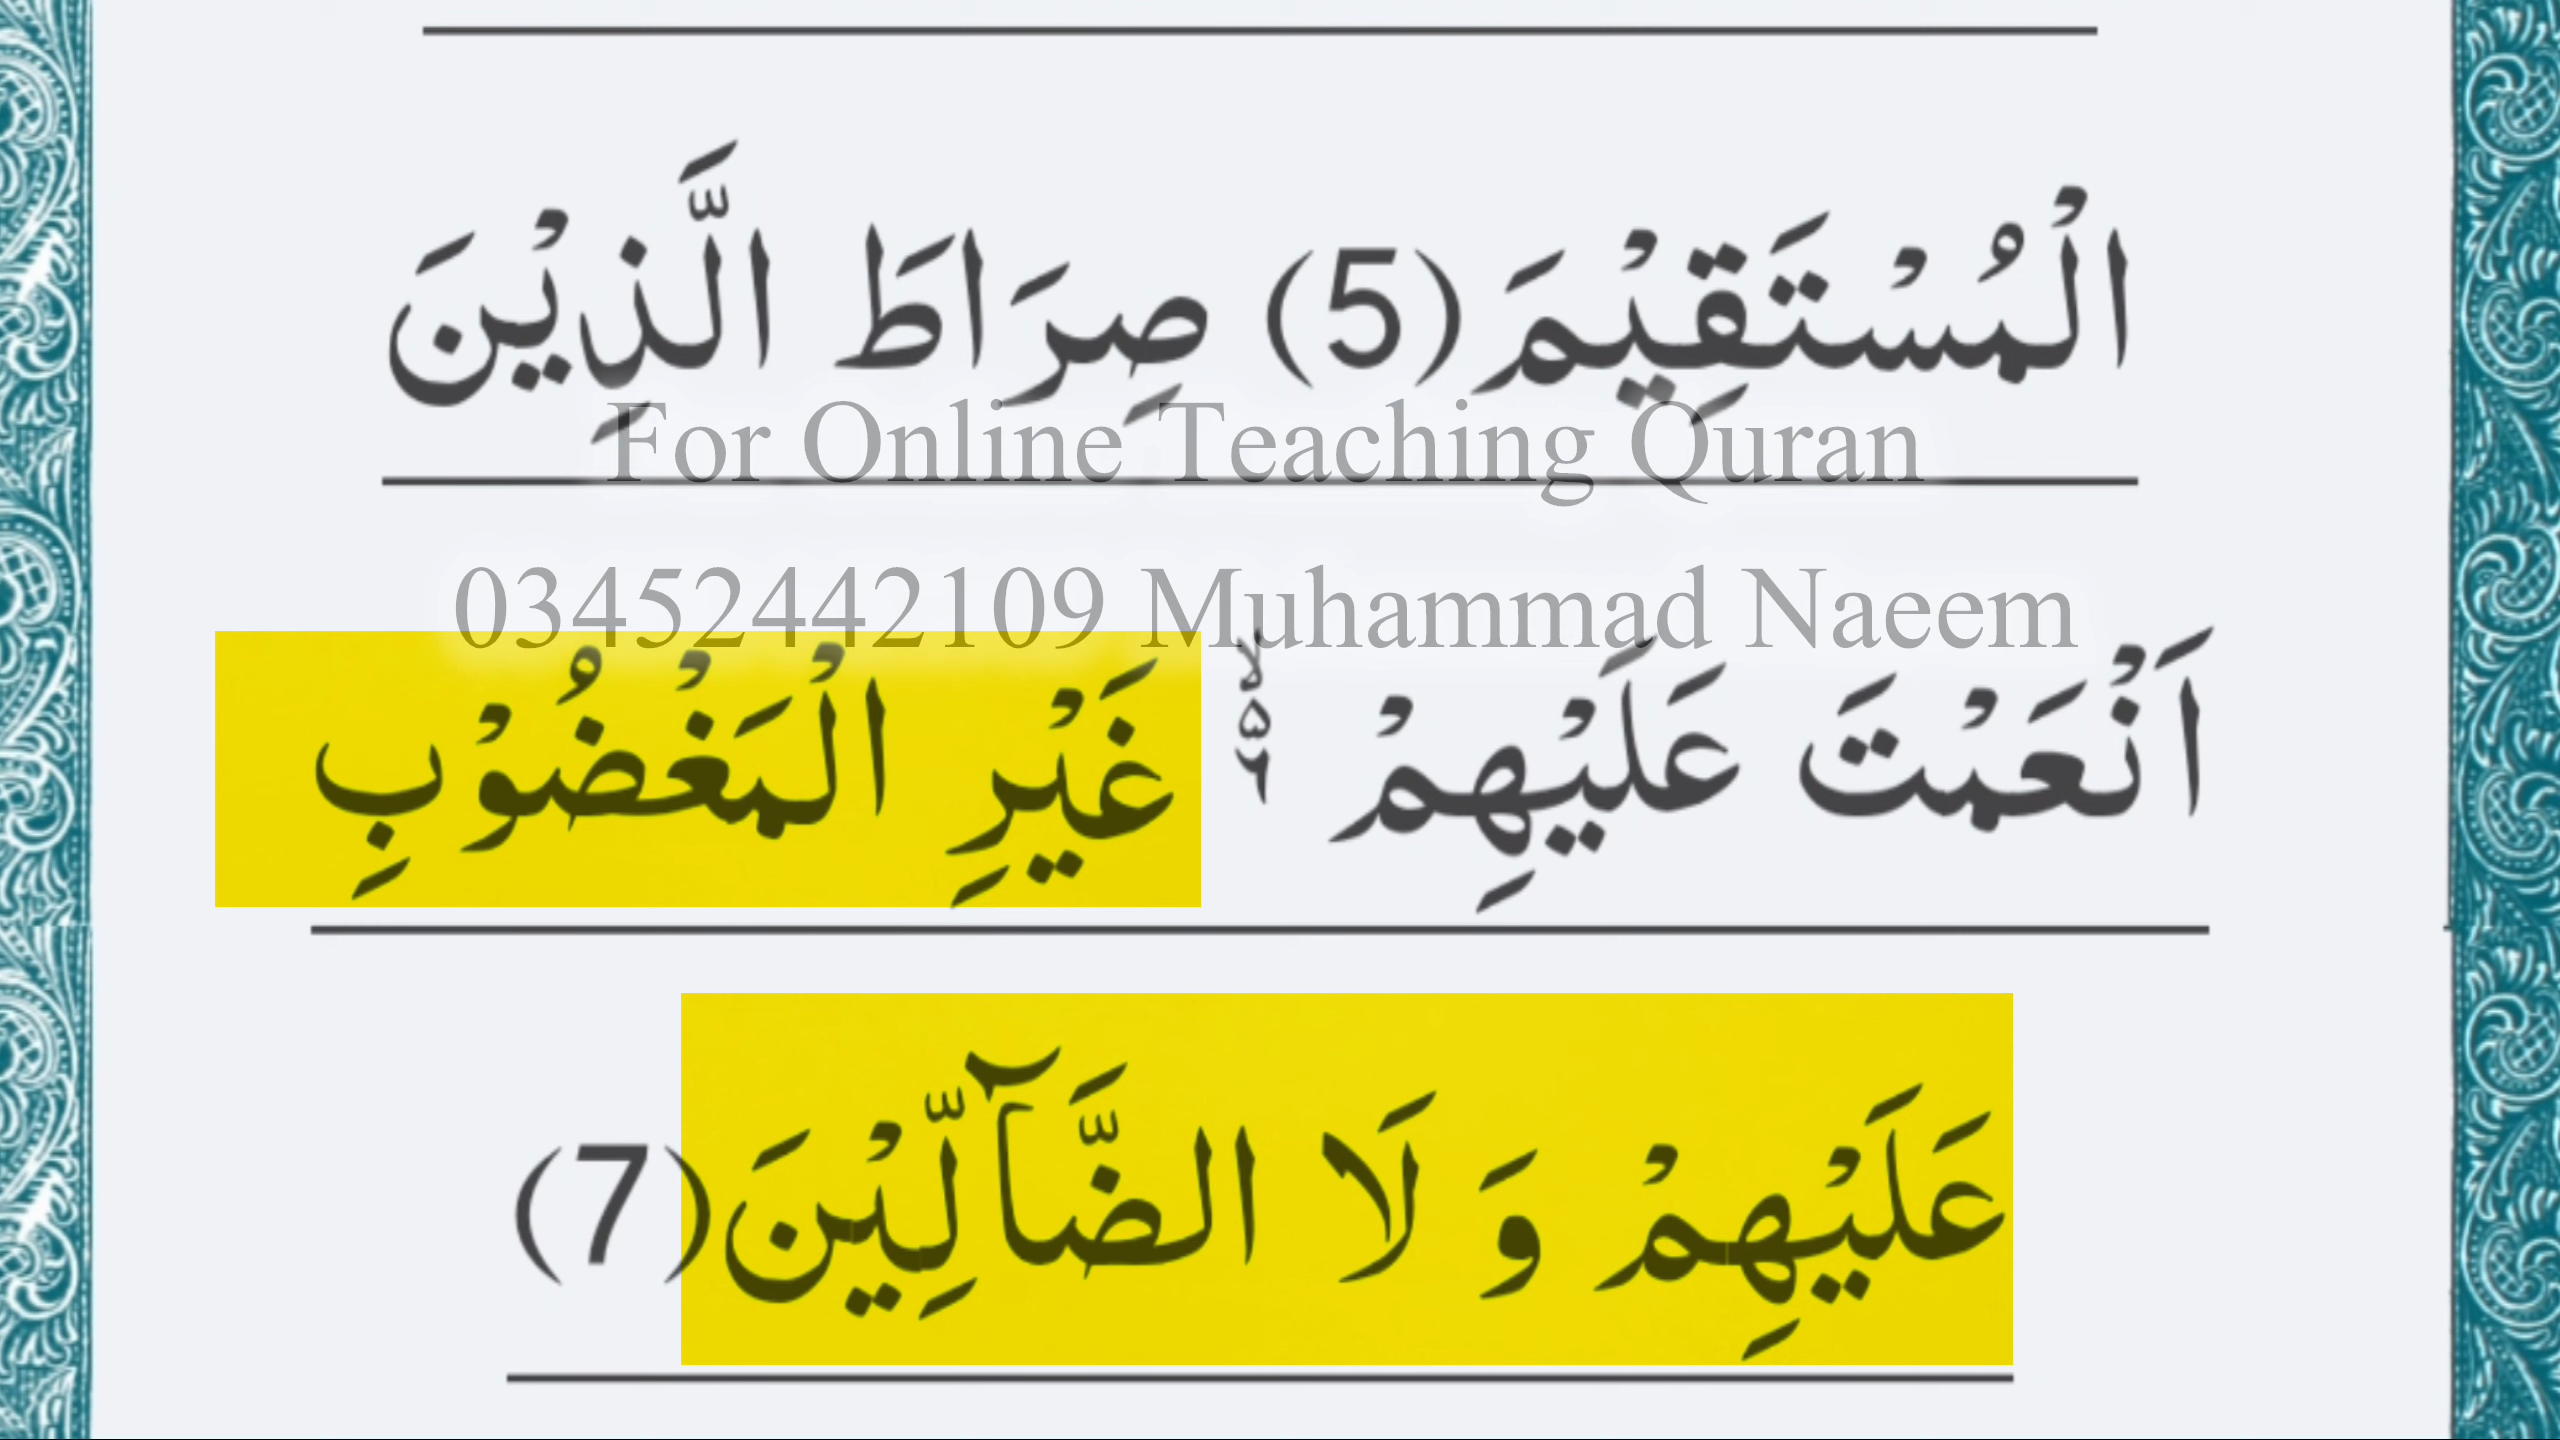 الْمُسْتَقِیْمَ(5) صِرَاطَ الَّذِیْنَ
For Online Teaching Quran
03452442109 Muhammad Naeem
اَنْعَمْتَ عَلَیْهِمْ ۙ۬ۦ غَیْرِ الْمَغْضُوْبِ
عَلَیْهِمْ وَ لَا الضَّآلِّیْنَ(7)